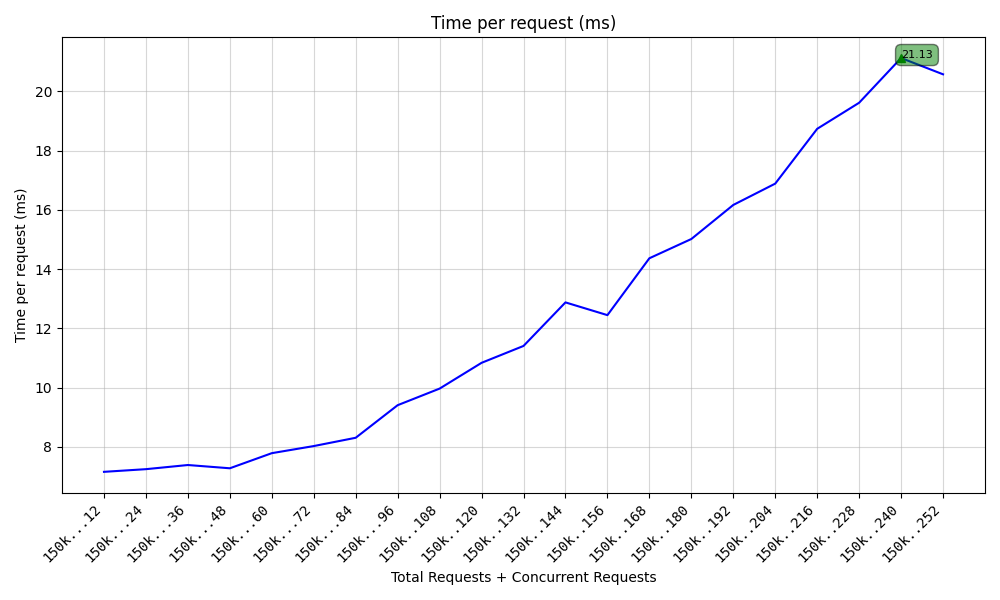 Time per request (ms)
21.13
Time per request (ms)
20
18
16
14
12
10
8
150k...12
150k...24
150k...36
150k...48
150k...60
150k...72
150k...84
150k...96
150k..108
150k..120
150k..132
150k..144
150k..156
150k..168
150k..180
150k..192
150k..204
150k..216
150k..228
150k..240
150k..252
Total Requests + Concurrent Requests